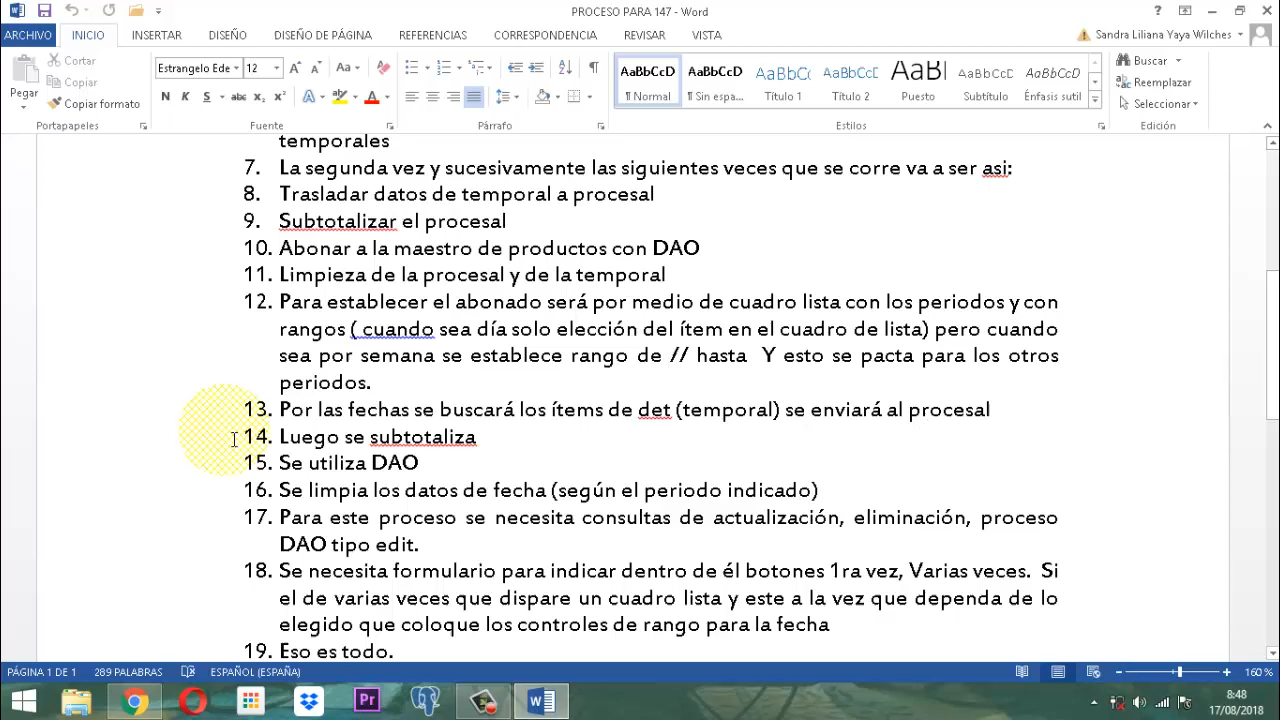 PROCESO PARA 147 - Word
ARCHIVO INICIO INSERTAR DISEÑO DISEÑO DE PÁGINA REFERENCIAS CORRESPONDENCIA REVISAR VISTA Sandra Liliana Yaya Wilches
Pegar
Cortar
Copiar
Copiar formato
Portapapeles
Estrangelo Ede 12
N K S abc x₂ x² A A
Fuente
Párrafo
AaBbCcD AaBbCcD AaBbCc AaBbCcD AaBl AaBbCcD AaBbCcD
¶ Normal ¶ Sin espa... Título 1 Título 2 Puesto Subtítulo Énfasis sutil
Estilos
Buscar
Reemplazar
Seleccionar
Edición
temporales
7. La segunda vez y sucesivamente las siguientes veces que se corre va a ser asi:
8. Trasladar datos de temporal a procesal
9. Subtotalizar el procesal
10. Abonar a la maestro de productos con DAO
11. Limpieza de la procesal y de la temporal
12. Para establecer el abonado será por medio de cuadro lista con los periodos y con
rangos ( cuando sea día solo elección del ítem en el cuadro de lista) pero cuando
sea por semana se establece rango de // hasta Y esto se pacta para los otros
periodos.
13. Por las fechas se buscará los ítems de det (temporal) se enviará al procesal
14. Luego se subtotaliza
15. Se utiliza DAO
16. Se limpia los datos de fecha (según el periodo indicado)
17. Para este proceso se necesita consultas de actualización, eliminación, proceso
DAO tipo edit.
18. Se necesita formulario para indicar dentro de él botones 1ra vez, Varias veces. Si
el de varias veces que dispare un cuadro lista y este a la vez que dependa de lo
elegido que coloque los controles de rango para la fecha
19. Eso es todo.
PÁGINA 1 DE 1 289 PALABRAS ESPAÑOL (ESPAÑA) 160 %
Pr
8:48
17/08/2018